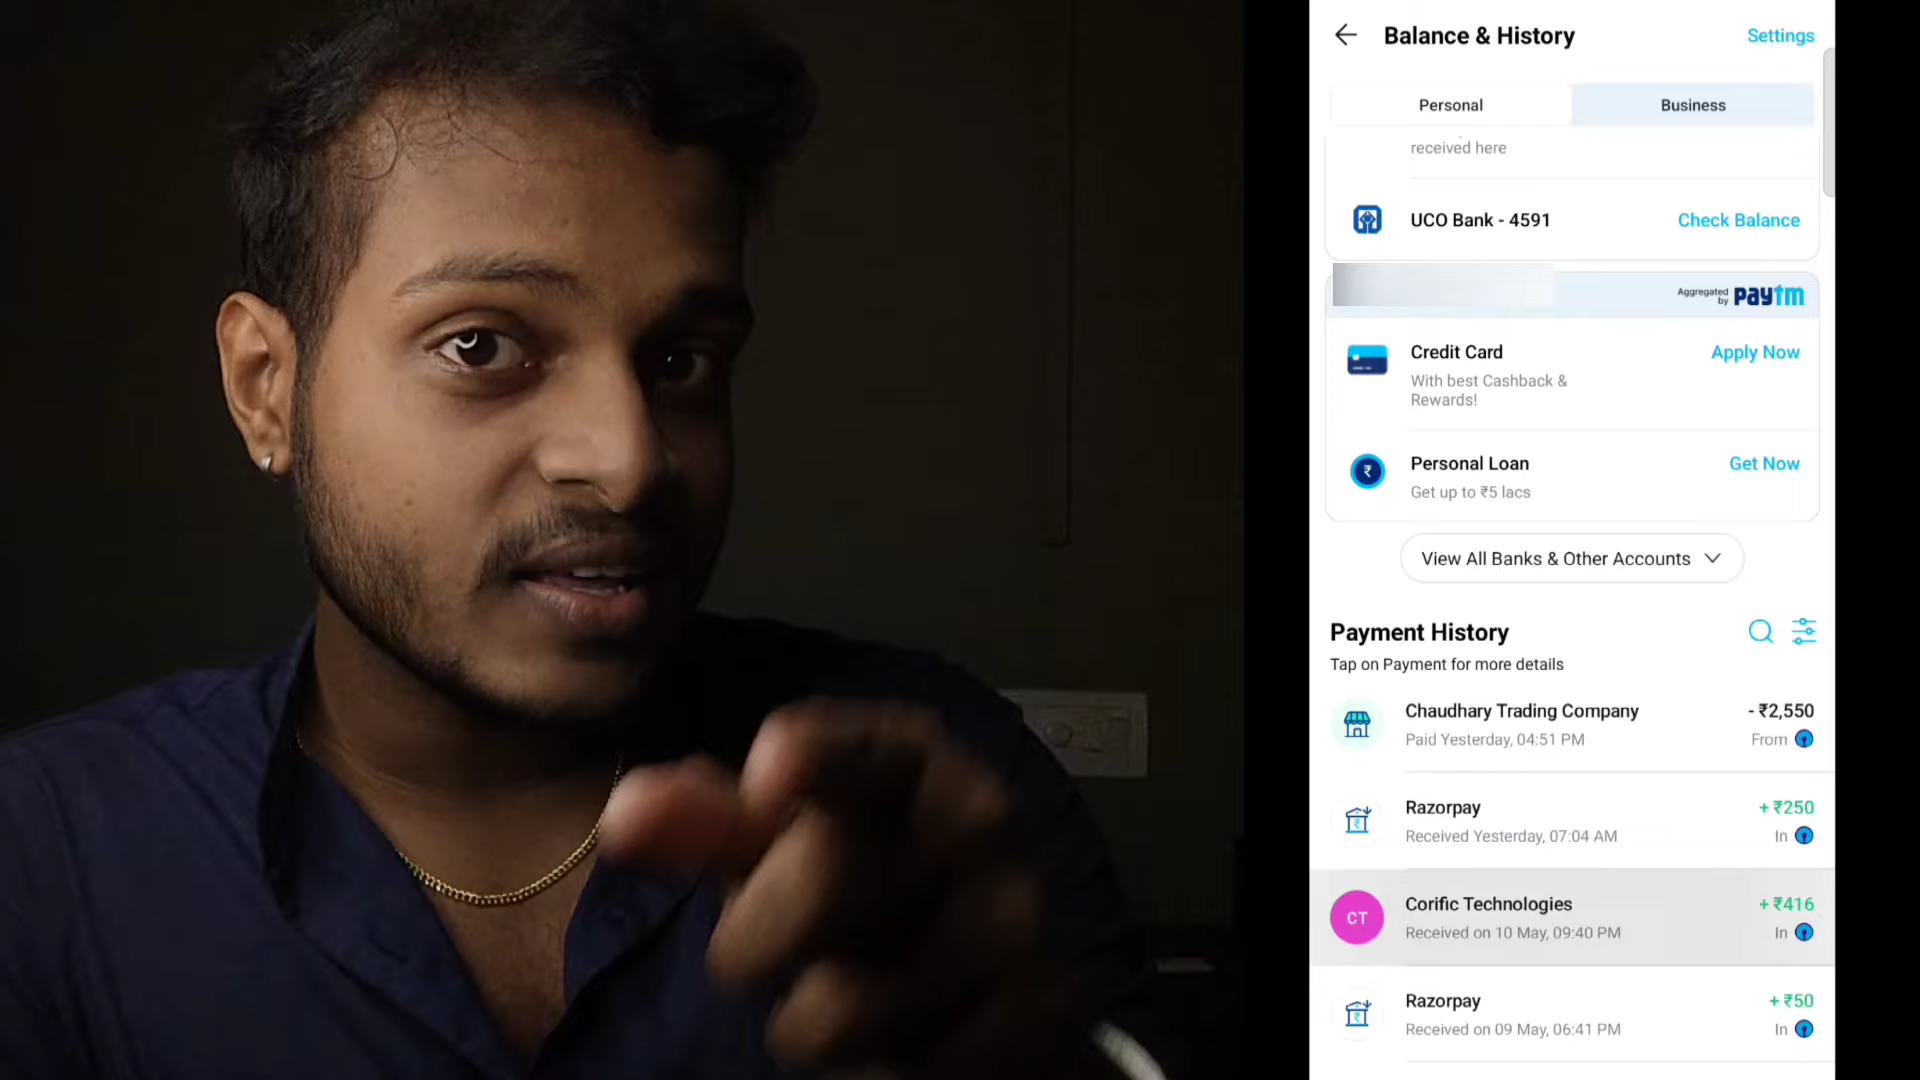 Balance & History
Settings
Personal
Business
received here
UCO Bank - 4591
Check Balance
Aggregated by paytm
Credit Card
Apply Now
With best Cashback &
Rewards!
Personal Loan
Get Now
Get up to ₹5 lacs
View All Banks & Other Accounts
Payment History
Tap on Payment for more details
Chaudhary Trading Company
- ₹2,550
Paid Yesterday, 04:51 PM
From
Razorpay
+ ₹250
Received Yesterday, 07:04 AM
In
CT
Corific Technologies
+ ₹416
Received on 10 May, 09:40 PM
In
Razorpay
+ ₹50
Received on 09 May, 06:41 PM
In